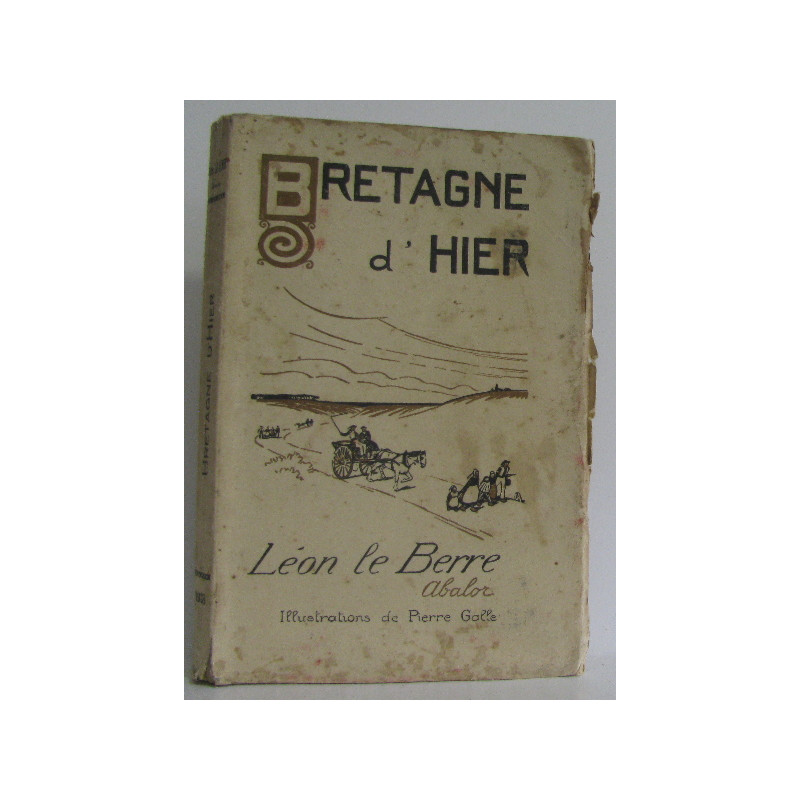 BRETAGNE
d'HIER
Léon le Berre
Abalor
Illustrations de Pierre Galle
BRETAGNE D'HIER